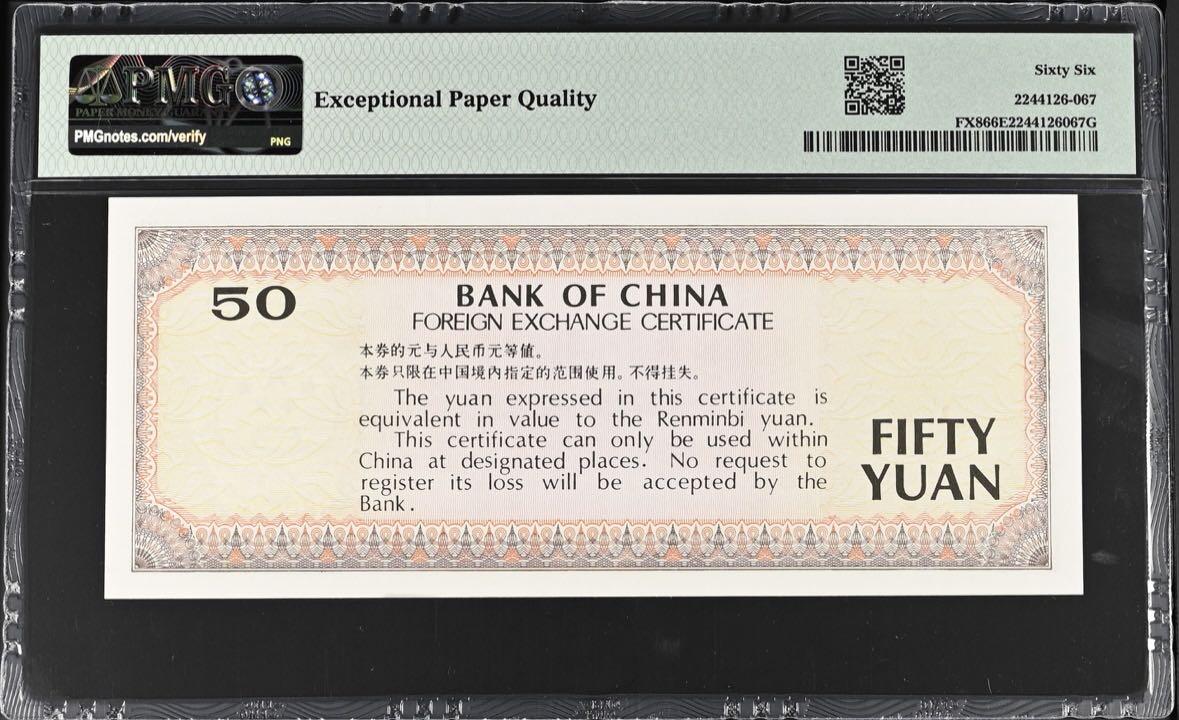 PMG
PAPER MONEY GUARANTY
PMGnotes.com/verify
PNG
Exceptional Paper Quality
Sixty Six
2244126-067
FX866E2244126067G
50
BANK OF CHINA
FOREIGN EXCHANGE CERTIFICATE
本券的元与人民币元等值。
本券只限在中国境内指定的范围使用。不得挂失。
The yuan expressed in this certificate is
equivalent in value to the Renminbi yuan.
This certificate can only be used within
China at designated places. No request to
register its loss will be accepted by the
Bank.
FIFTY
YUAN